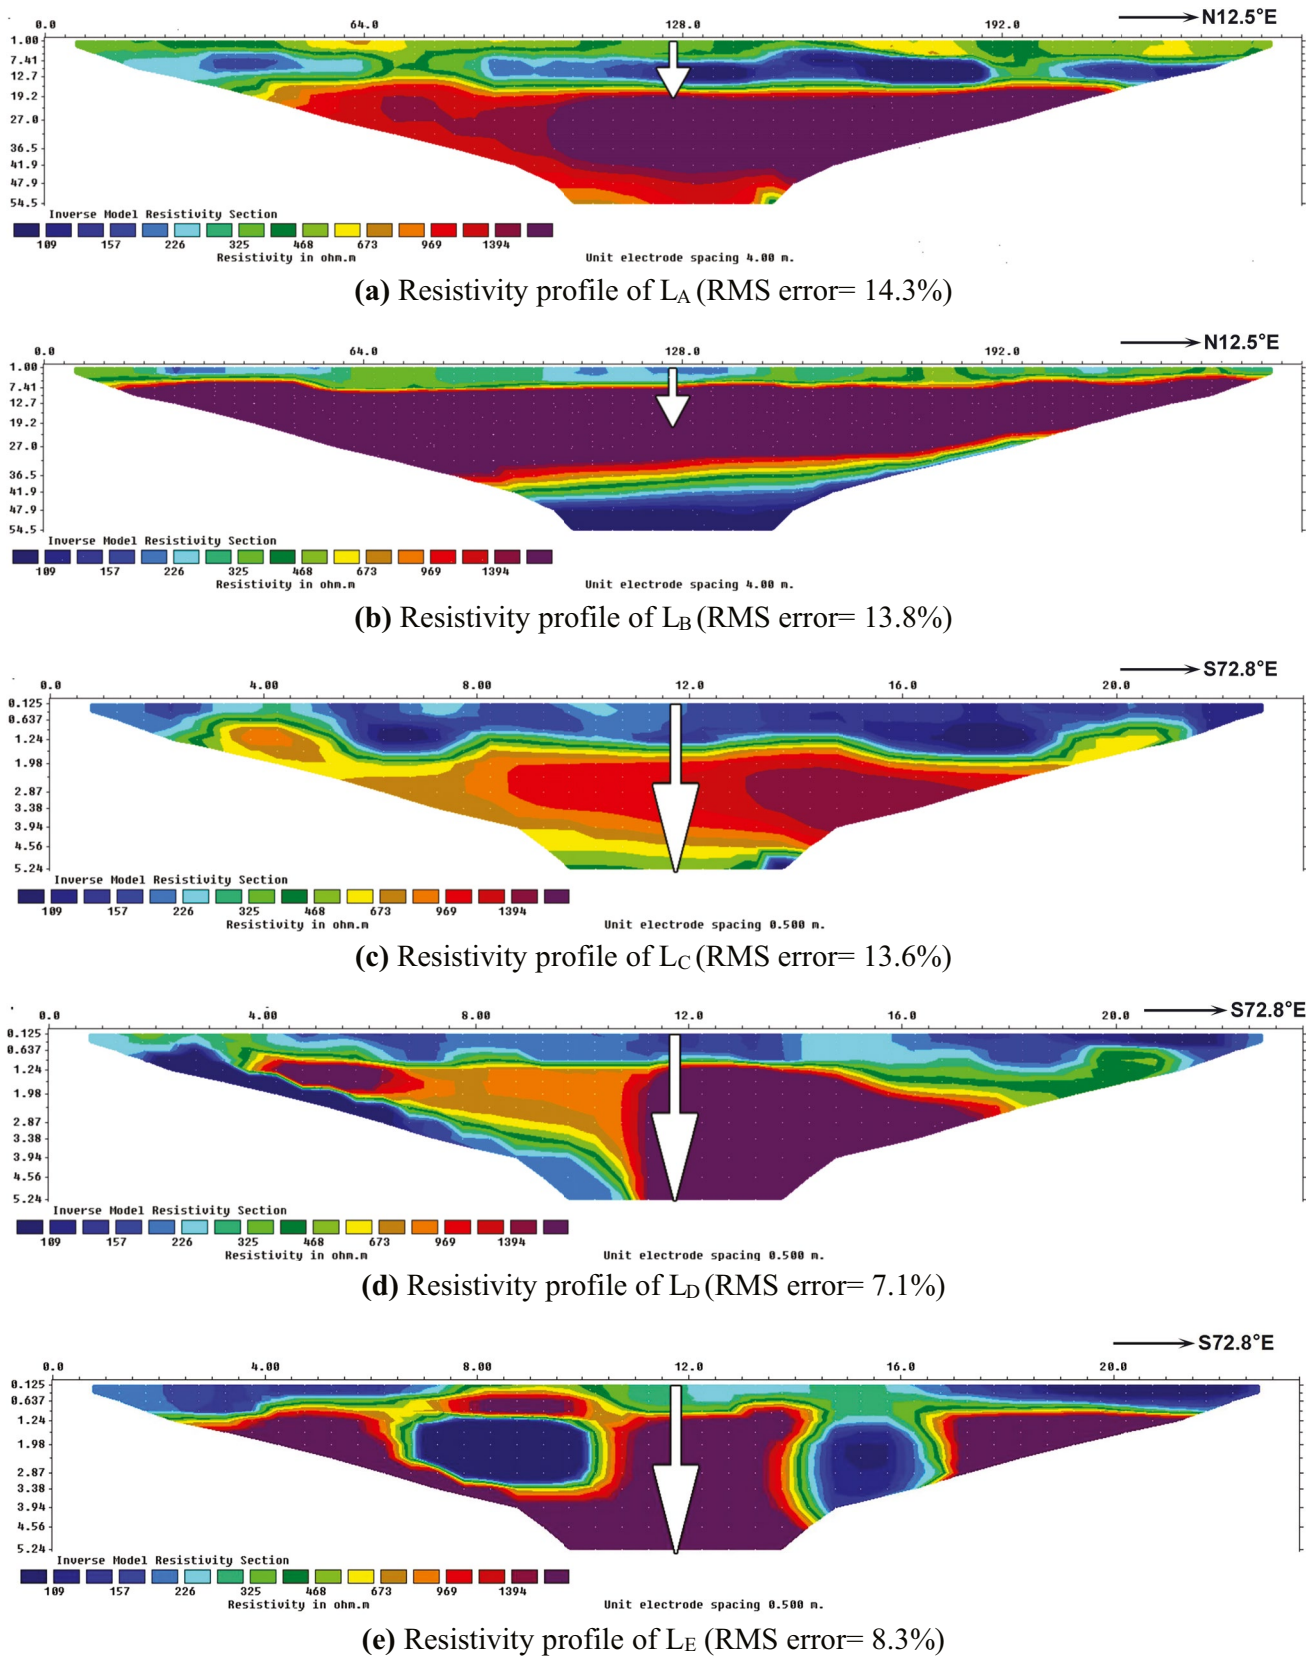 0.0 64.0 128.0 192.0 N12.5°E
1.00
7.41
12.7
19.2
27.0
36.5
41.9
47.9
54.5
Inverse Model Resistivity Section
109 157 226 325 468 673 969 1394
Resistivity in ohm.m Unit electrode spacing 4.00 m.
(a) Resistivity profile of LA (RMS error= 14.3%)
0.0 64.0 128.0 192.0 N12.5°E
1.00
7.41
12.7
19.2
27.0
36.5
41.9
47.9
54.5
Inverse Model Resistivity Section
109 157 226 325 468 673 969 1394
Resistivity in ohm.m Unit electrode spacing 4.00 m.
(b) Resistivity profile of LB (RMS error= 13.8%)
S72.8°E
0.0 4.00 8.00 12.0 16.0 20.0
0.125
0.637
1.24
1.98
2.87
3.38
3.94
4.56
5.24
Inverse Model Resistivity Section
109 157 226 325 468 673 969 1394
Resistivity in ohm.m Unit electrode spacing 0.500 m.
(c) Resistivity profile of LC (RMS error= 13.6%)
0.0 4.00 8.00 12.0 16.0 20.0 S72.8°E
0.125
0.637
1.24
1.98
2.87
3.38
3.94
4.56
5.24
Inverse Model Resistivity Section
109 157 226 325 468 673 969 1394
Resistivity in ohm.m Unit electrode spacing 0.500 m.
(d) Resistivity profile of LD (RMS error= 7.1%)
S72.8°E
0.0 4.00 8.00 12.0 16.0 20.0
0.125
0.637
1.24
1.98
2.87
3.94
4.56
5.24
Inverse Model Resistivity Section
109 157 226 325 468 673 969 1394
Resistivity in ohm.m Unit electrode spacing 0.500 m.
(e) Resistivity profile of LE (RMS error= 8.3%)